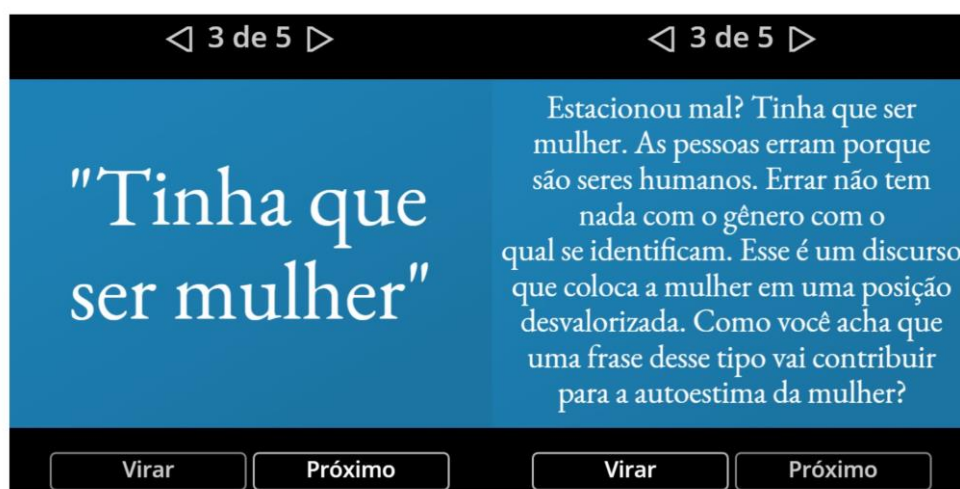 ◁ 3 de 5 ▷
"Tinha que
ser mulher"
Virar
Próximo
◁ 3 de 5 ▷
Estacionou mal? Tinha que ser
mulher. As pessoas erram porque
são seres humanos. Errar não tem
nada com o gênero com o
qual se identificam. Esse é um discurso
que coloca a mulher em uma posição
desvalorizada. Como você acha que
uma frase desse tipo vai contribuir
para a autoestima da mulher?
Virar
Próximo